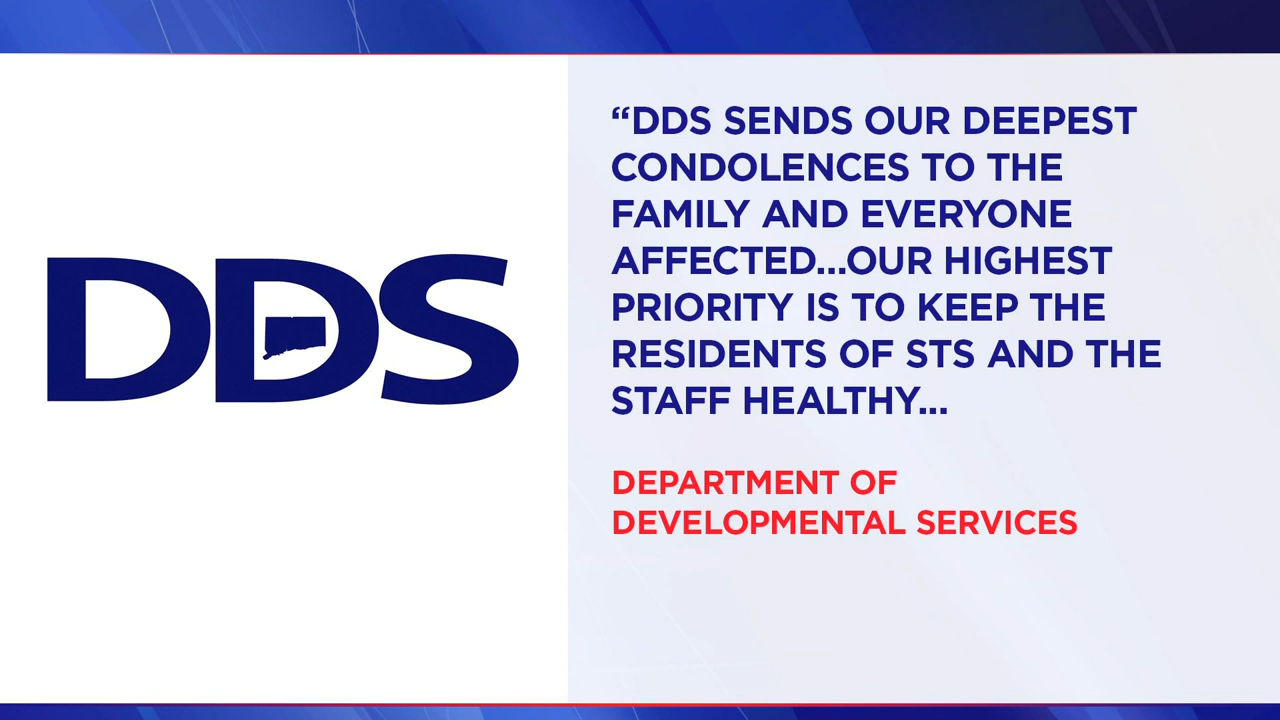 DDS
“DDS SENDS OUR DEEPEST
CONDOLENCES TO THE
FAMILY AND EVERYONE
AFFECTED...OUR HIGHEST
PRIORITY IS TO KEEP THE
RESIDENTS OF STS AND THE
STAFF HEALTHY...
DEPARTMENT OF
DEVELOPMENTAL SERVICES